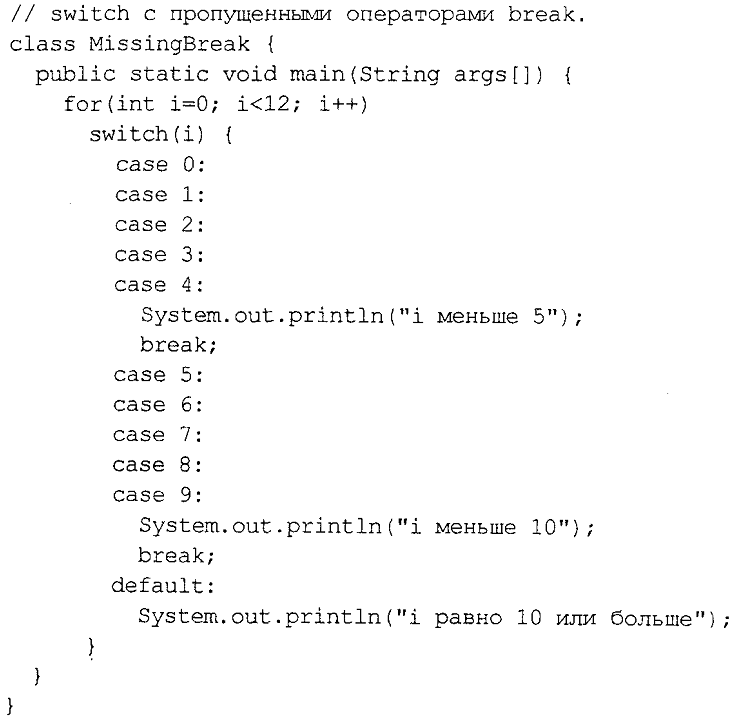 // switch с пропущенными операторами break.
class MissingBreak {
public static void main(String args[]) {
for(int i=0; i<12; i++)
switch(i) {
case 0:
case 1:
case 2:
case 3:
case 4:
System.out.println("i меньше 5");
break;
case 5:
case 6:
case 7:
case 8:
case 9:
System.out.println("i меньше 10");
break;
default:
System.out.println("i равно 10 или больше");
}
}
}